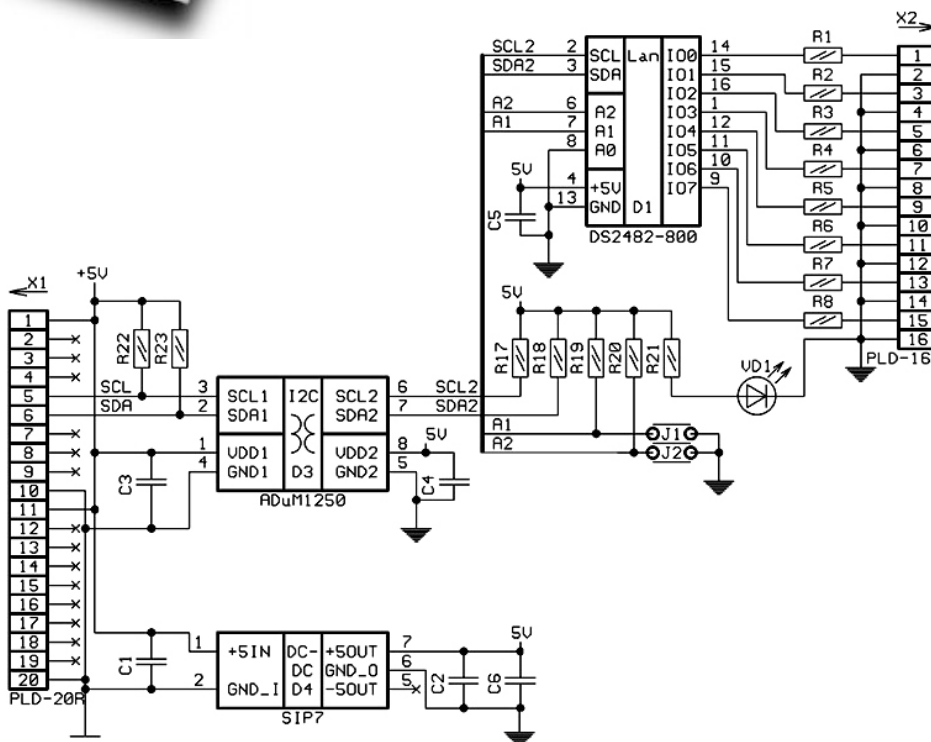 X2
SCL2 2 SCL Lan IO0 14 R1 1
SDA2 3 SDA IO1 15 2
IO2 16 R2 3
A2 6 A2 IO3 1 4
A1 7 A1 IO4 12 R3 5
8 A0 IO5 11 6
5V IO6 10 R4 7
4 +5V IO7 9 8
13 GND D1 R5 9
C5
DS2482-800
10
R6 11
12
R7 13
14
R8 15
16
PLD-16
5V
R17 R18 R19 R20 R21
VD1
A1 J1
A2 J2
X1
+5V
1
2
3
4
5 SCL
6 SDA
7
8
9
10
11
12
13
14
15
16
17
18
19
20
PLD-20R
R22 R23
3 SCL1 I2C SCL2 6 SCL2
2 SDA1 SDA2 7 SDA2
1 VDD1 VDD2 8 5V
4 GND1 D3 GND2 5
C3 C4
ADuM1250
1 +5IN DC- +5OUT 7 5V
DC GND_O 6
2 GND_I D4 -5OUT 5
C1 C2 C6
SIP7